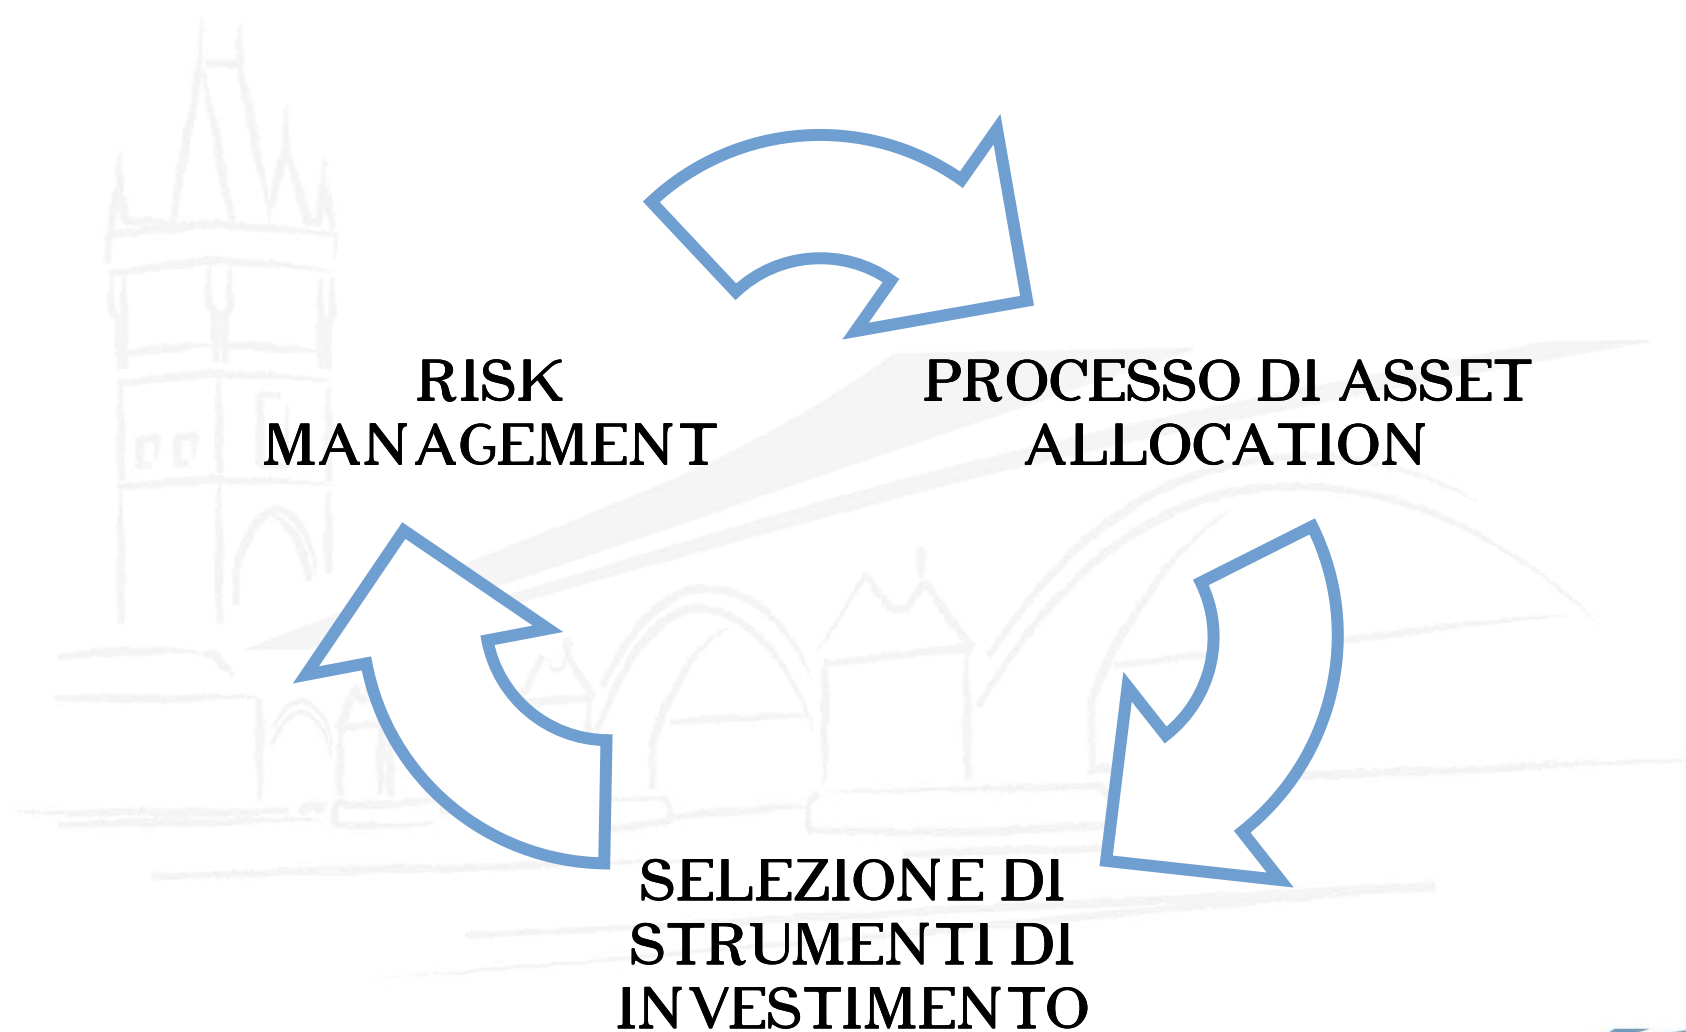 RISK
MANAGEMENT
PROCESSO DI ASSET
ALLOCATION
SELEZIONE DI
STRUMENTI DI
INVESTIMENTO